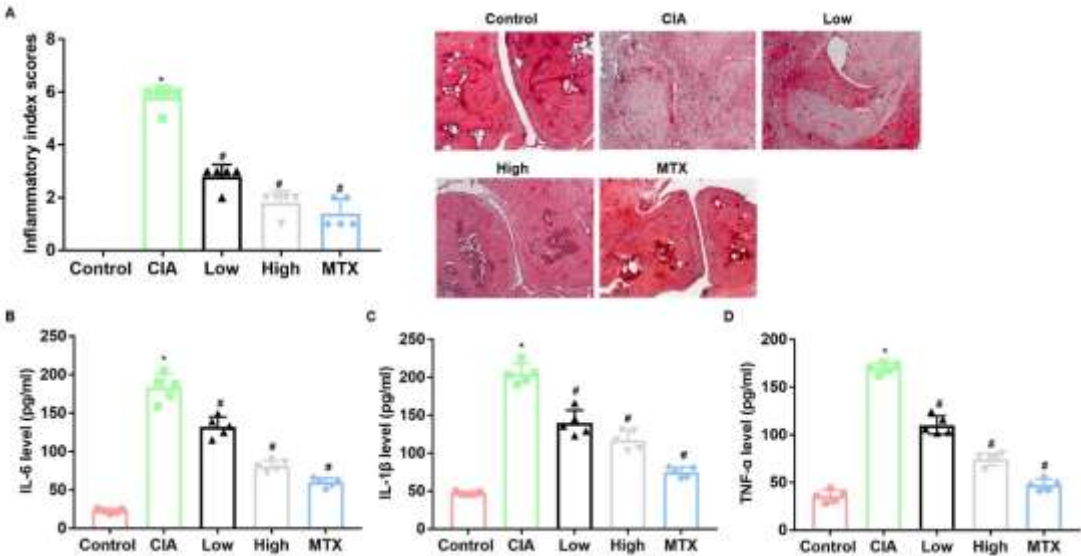 A
Inflammatory index scores
8
6
4
2
0
*
#
#
#
Control CIA Low High MTX
Control CIA Low
High MTX
B
IL-6 level (pg/ml)
250
200
150
100
50
0
*
#
#
#
Control CIA Low High MTX
C
IL-1β level (pg/ml)
250
200
150
100
50
0
*
#
#
#
Control CIA Low High MTX
D
TNF-α level (pg/ml)
200
150
100
50
0
*
#
#
#
Control CIA Low High MTX